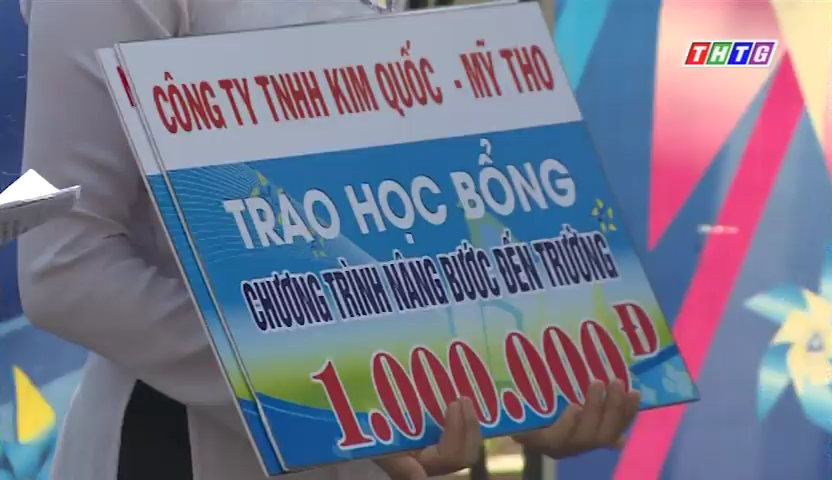 THTG
CÔNG TY TNHH KIM QUỐC - MỸ THO
TRAO HỌC BỔNG
CHƯƠNG TRÌNH NÂNG BƯỚC ĐẾN TRƯỜNG
1.000.000Đ